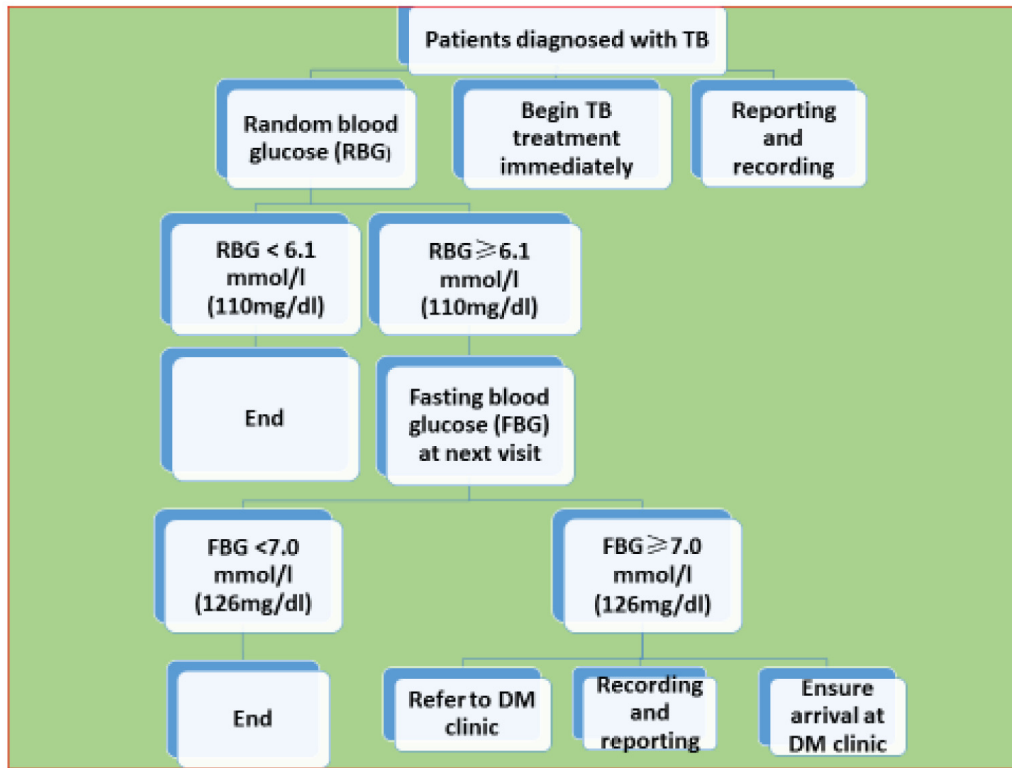 Patients diagnosed with TB
Random blood
glucose (RBG)
Begin TB
treatment
immediately
Reporting
and
recording
RBG < 6.1
mmol/l
(110mg/dl)
RBG ≥6.1
mmol/l
(110mg/dl)
End
Fasting blood
glucose (FBG)
at next visit
FBG <7.0
mmol/l
(126mg/dl)
FBG ≥7.0
mmol/l
(126mg/dl)
End
Refer to DM
clinic
Recording
and
reporting
Ensure
arrival at
DM clinic